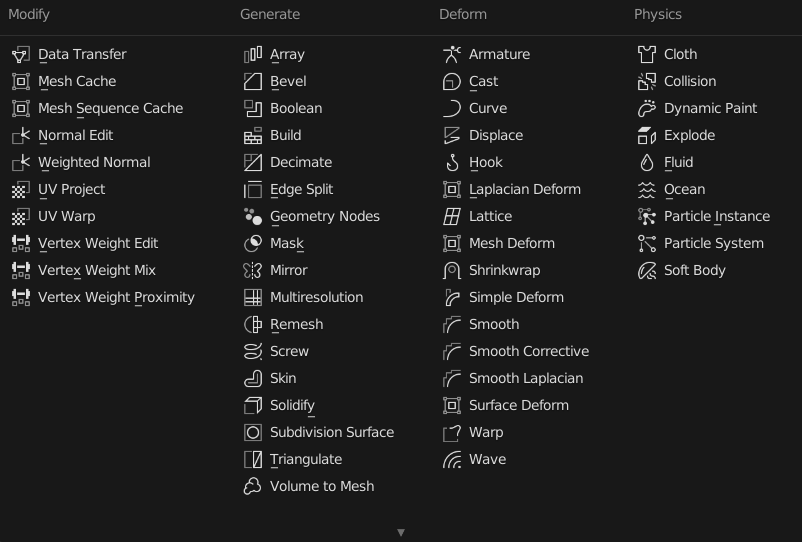 Modify
Data Transfer
Mesh Cache
Mesh Sequence Cache
Normal Edit
Weighted Normal
UV Project
UV Warp
Vertex Weight Edit
Vertex Weight Mix
Vertex Weight Proximity
Generate
Array
Bevel
Boolean
Build
Decimate
Edge Split
Geometry Nodes
Mask
Mirror
Multiresolution
Remesh
Screw
Skin
Solidify
Subdivision Surface
Triangulate
Volume to Mesh
Deform
Armature
Cast
Curve
Displace
Hook
Laplacian Deform
Lattice
Mesh Deform
Shrinkwrap
Simple Deform
Smooth
Smooth Corrective
Smooth Laplacian
Surface Deform
Warp
Wave
Physics
Cloth
Collision
Dynamic Paint
Explode
Fluid
Ocean
Particle Instance
Particle System
Soft Body